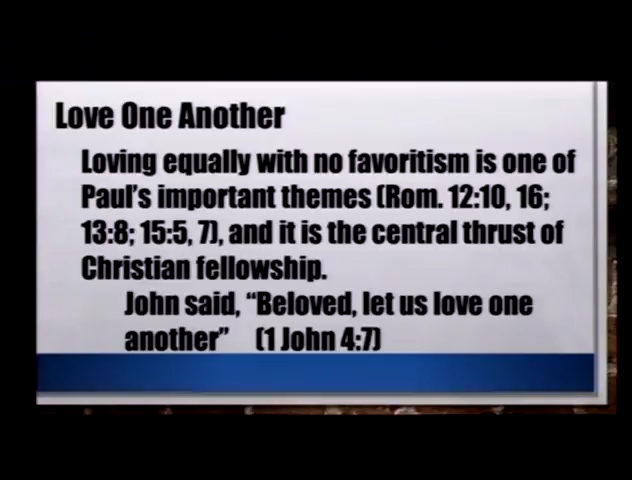 Love One Another
Loving equally with no favoritism is one of
Paul's important themes (Rom. 12:10, 16;
13:8; 15:5, 7), and it is the central thrust of
Christian fellowship.
John said, “Beloved, let us love one
another” (1 John 4:7)